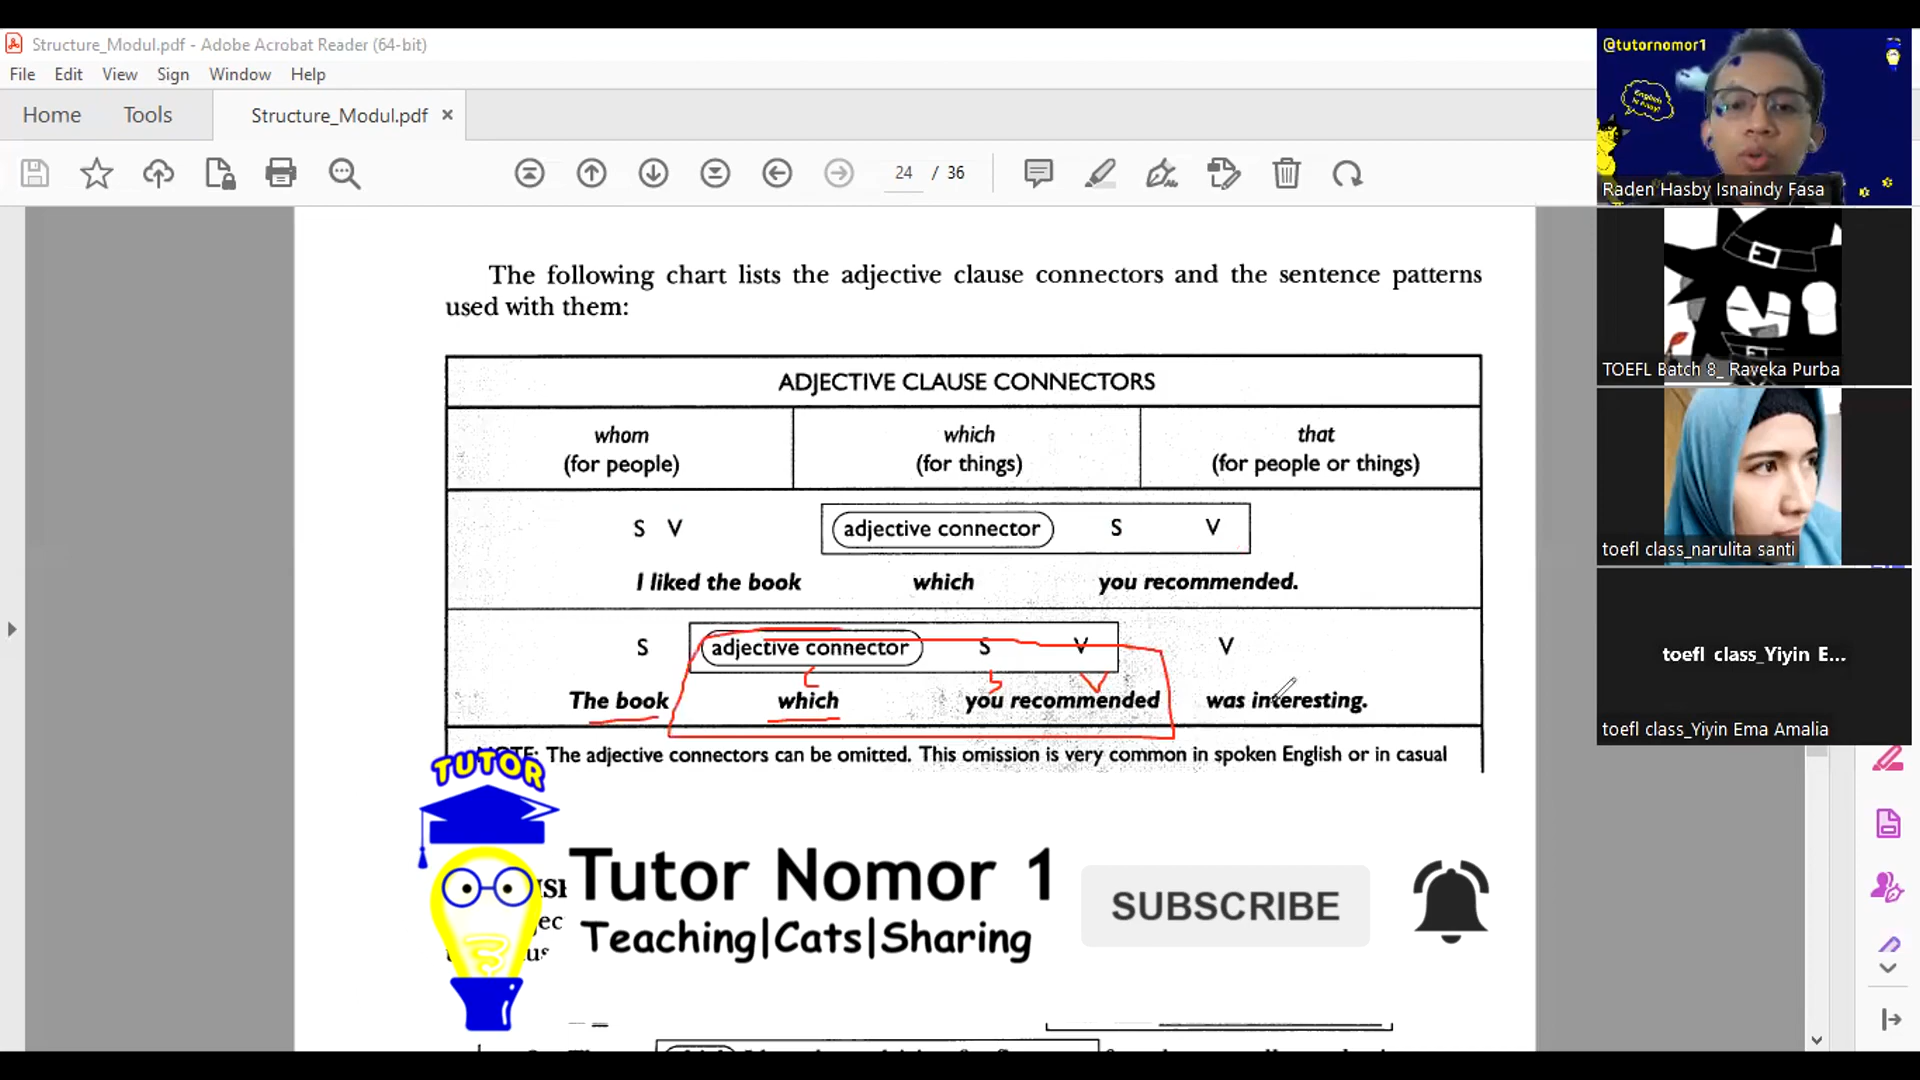 Structure_Modul.pdf - Adobe Acrobat Reader (64-bit)
File Edit View Sign Window Help
Home Tools Structure_Modul.pdf ×
24 / 36
The following chart lists the adjective clause connectors and the sentence patterns
used with them:
ADJECTIVE CLAUSE CONNECTORS
whom
(for people)
which
(for things)
that
(for people or things)
S V adjective connector S V
I liked the book which you recommended.
S adjective connector S V V
C S V
The book which you recommended was interesting.
NOTE: The adjective connectors can be omitted. This omission is very common in spoken English or in casual
TUTOR
Tutor Nomor 1
Teaching|Cats|Sharing
SUBSCRIBE
@tutornomor1
English is easy!
Raden Hasby Isnaindy Fasa
TOEFL Batch 8_ Raveka Purba
toefl class_narulita santi
toefl class_Yiyin E...
toefl class_Yiyin Ema Amalia